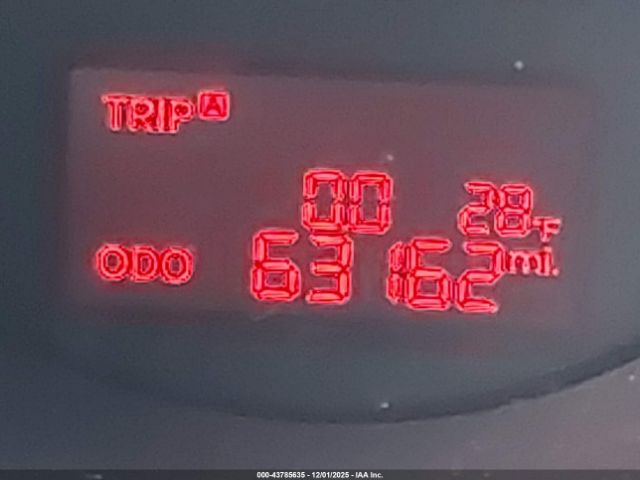 TRIP A
00 28°F
ODO 63162 mi.
000-43785635 - 12/01/2025 - IAA Inc.